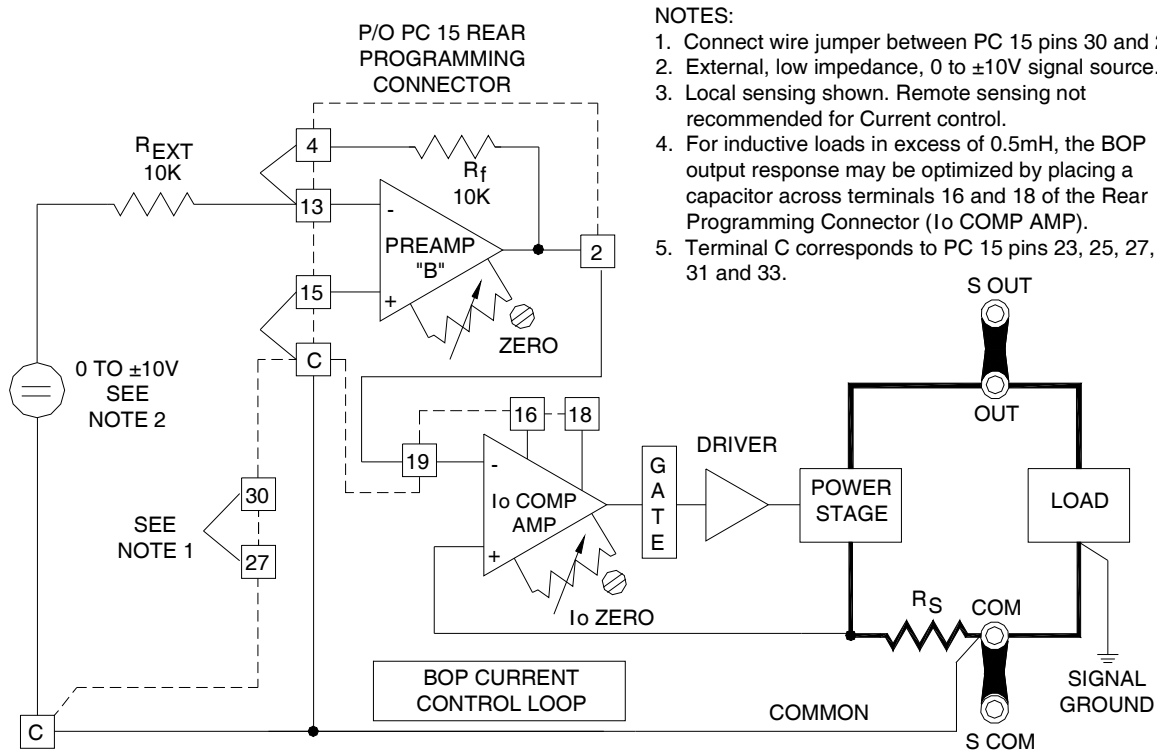 P/O PC 15 REAR
PROGRAMMING
CONNECTOR
NOTES:
1. Connect wire jumper between PC 15 pins 30 and
2. External, low impedance, 0 to ±10V signal source.
3. Local sensing shown. Remote sensing not
recommended for Current control.
4. For inductive loads in excess of 0.5mH, the BOP
output response may be optimized by placing a
capacitor across terminals 16 and 18 of the Rear
Programming Connector (Io COMP AMP).
5. Terminal C corresponds to PC 15 pins 23, 25, 27,
31 and 33.
REXT
10K
4
Rf
10K
13
-
PREAMP
"B"
2
15
+
ZERO
C
0 TO ±10V
SEE
NOTE 2
S OUT
OUT
16
18
19
-
Io COMP
AMP
+
GATE
DRIVER
POWER
STAGE
LOAD
30
SEE
NOTE 1
27
Io ZERO
RS
COM
BOP CURRENT
CONTROL LOOP
COMMON
SIGNAL
GROUND
C
S COM